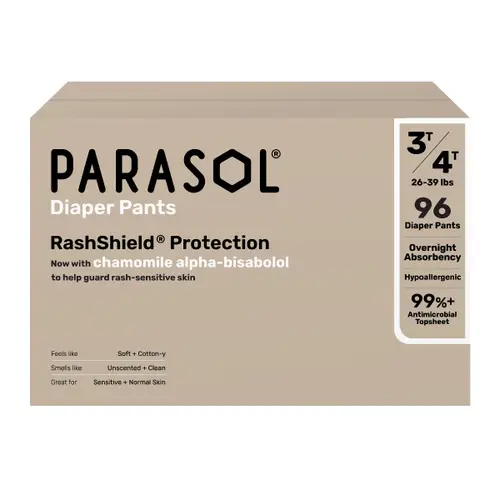 PARASOL®
Diaper Pants
RashShield® Protection
Now with chamomile alpha-bisabolol
to help guard rash-sensitive skin
Feels like Soft + Cotton-y
Smells like Unscented + Clean
Great for Sensitive + Normal Skin
3T/4T
26-39 lbs
96
Diaper Pants
Overnight
Absorbency
Hypoallergenic
99%+
Antimicrobial
Topsheet